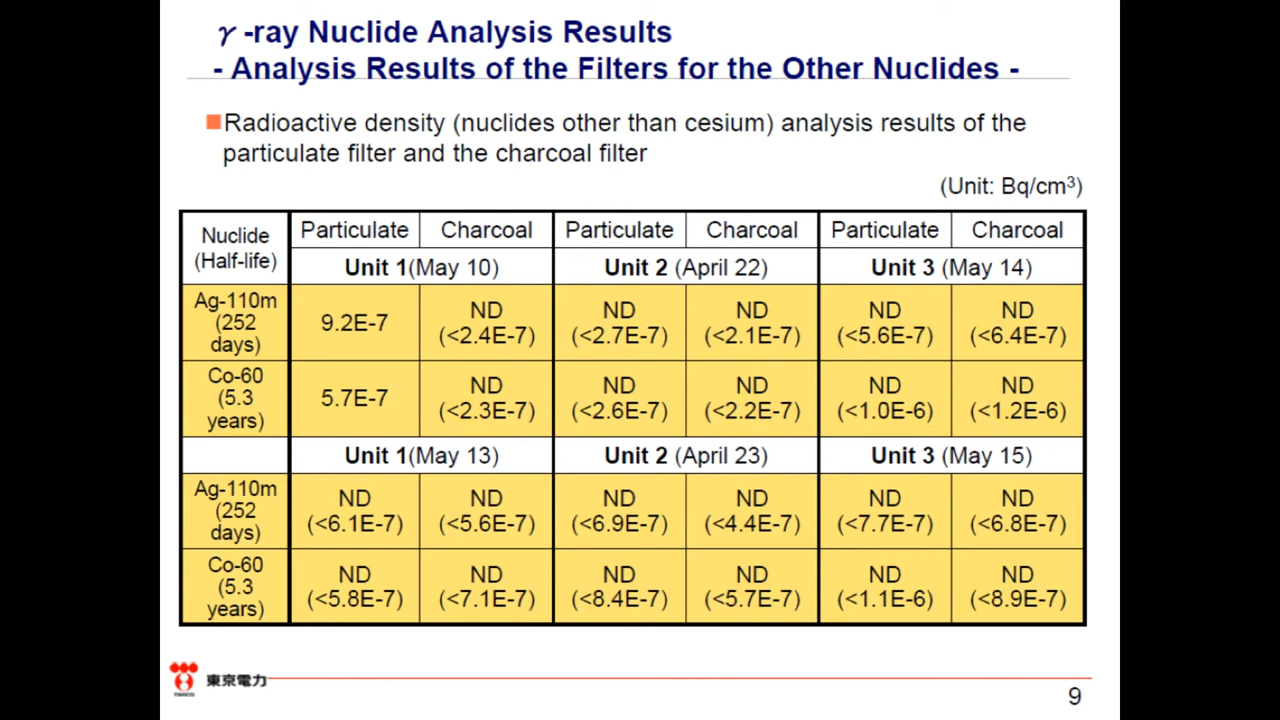 γ-ray Nuclide Analysis Results
- Analysis Results of the Filters for the Other Nuclides -
Radioactive density (nuclides other than cesium) analysis results of the
particulate filter and the charcoal filter
(Unit: Bq/cm³)
Nuclide
(Half-life)
Particulate Charcoal Particulate Charcoal Particulate Charcoal
Unit 1(May 10) Unit 2 (April 22) Unit 3 (May 14)
Ag-110m
(252
days)
9.2E-7
ND
(<2.4E-7)
ND
(<2.7E-7)
ND
(<2.1E-7)
ND
(<5.6E-7)
ND
(<6.4E-7)
Co-60
(5.3
years)
5.7E-7
ND
(<2.3E-7)
ND
(<2.6E-7)
ND
(<2.2E-7)
ND
(<1.0E-6)
ND
(<1.2E-6)
Unit 1(May 13) Unit 2 (April 23) Unit 3 (May 15)
Ag-110m
(252
days)
ND
(<6.1E-7)
ND
(<5.6E-7)
ND
(<6.9E-7)
ND
(<4.4E-7)
ND
(<7.7E-7)
ND
(<6.8E-7)
Co-60
(5.3
years)
ND
(<5.8E-7)
ND
(<7.1E-7)
ND
(<8.4E-7)
ND
(<5.7E-7)
ND
(<1.1E-6)
ND
(<8.9E-7)
TEPCO
東京電力
9